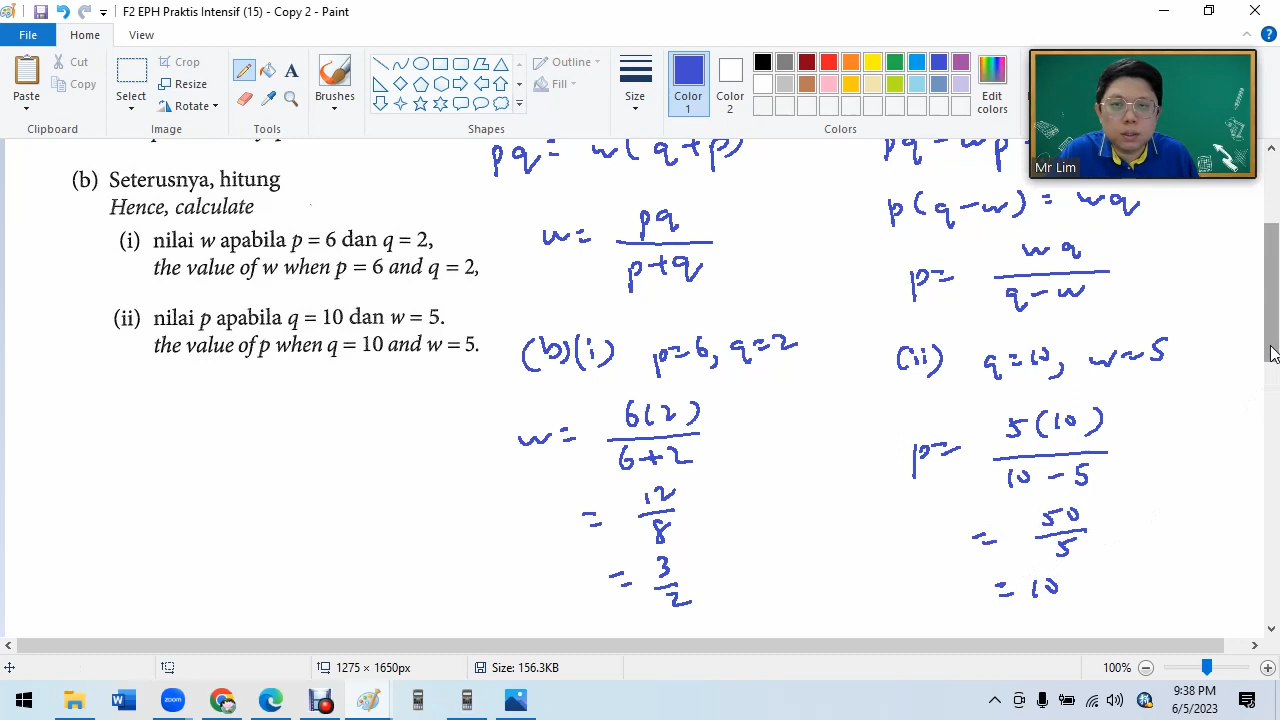 F2 EPH Praktis Intensif (15) - Copy 2 - Paint
File Home View
Paste Cut Copy Clipboard
Select Crop Resize Rotate Image
Tools
Brushes
Shapes Outline Fill
Size
Color 1 Color 2 Edit colors Colors
Mr Lim
pq = w(q+p)
(b) Seterusnya, hitung
Hence, calculate
(i) nilai w apabila p = 6 dan q = 2,
the value of w when p = 6 and q = 2,
(ii) nilai p apabila q = 10 dan w = 5.
the value of p when q = 10 and w = 5.
w = pq / p+q
(b)(i) p=6, q=2
w = 6(2) / 6+2
= 12 / 8
= 3 / 2
p(q-w) = wq
p = wq / q-w
(ii) q=10, w=5
p = 5(10) / 10-5
= 50 / 5
= 10
1275 × 1650px Size: 156.3KB 100%
zoom
9:38 PM
6/5/2023